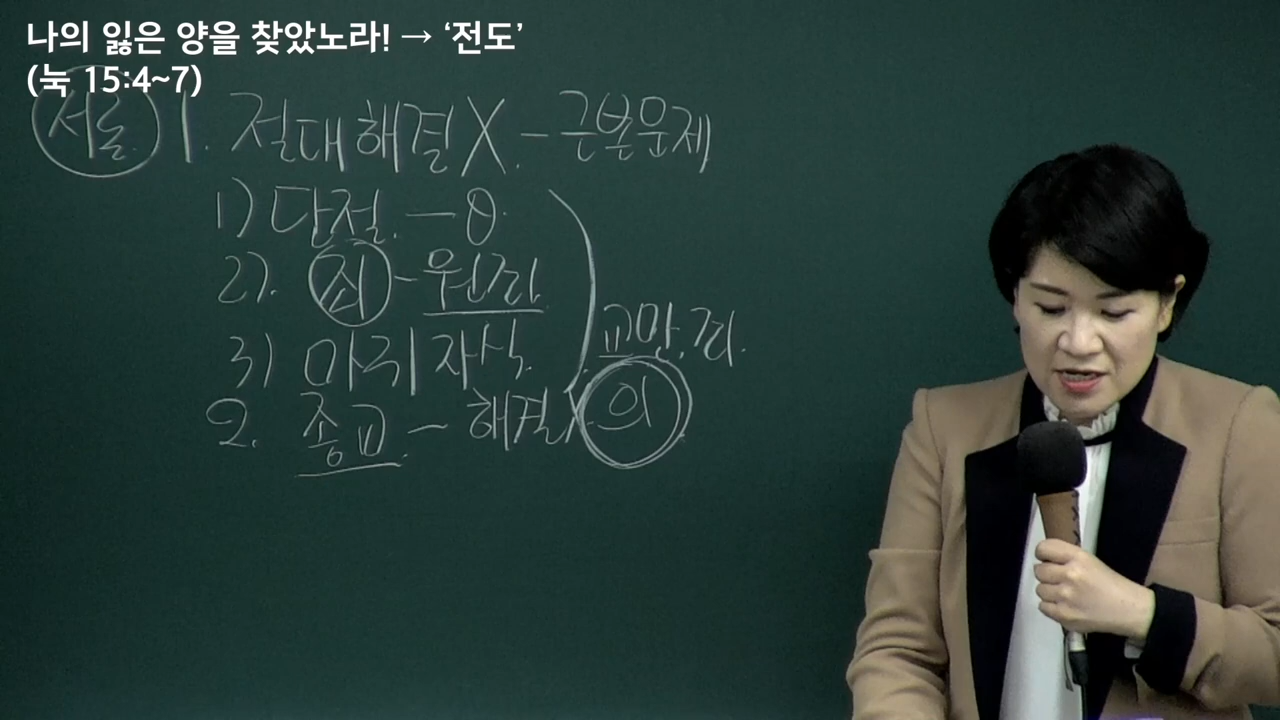 나의 잃은 양을 찾았노라! → ‘전도’
(눅 15:4~7)
서론 1. 절대 해결 X. - 근본문제
1) 단절. - θ.
2). 죄 - 원죄.
3) 마귀 자식.
교만. 죄.
2. 종교 - 해결X. 의